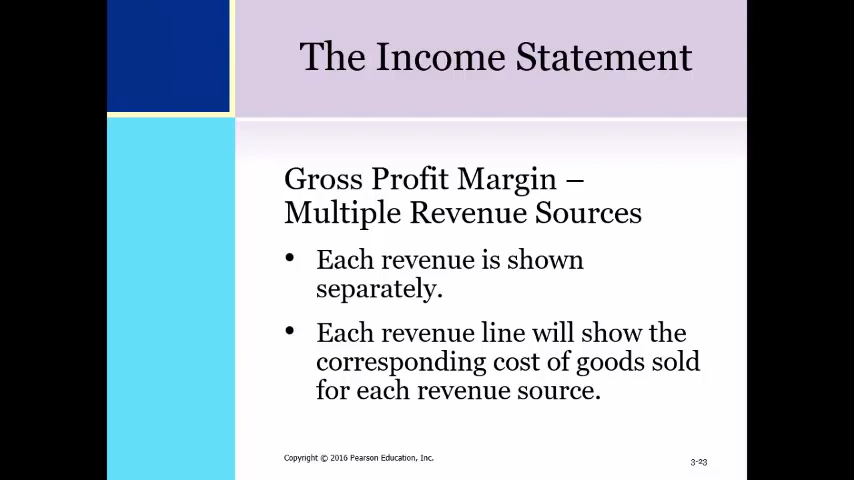 The Income Statement
Gross Profit Margin –
Multiple Revenue Sources
• Each revenue is shown
separately.
• Each revenue line will show the
corresponding cost of goods sold
for each revenue source.
Copyright © 2016 Pearson Education, Inc.
3-23